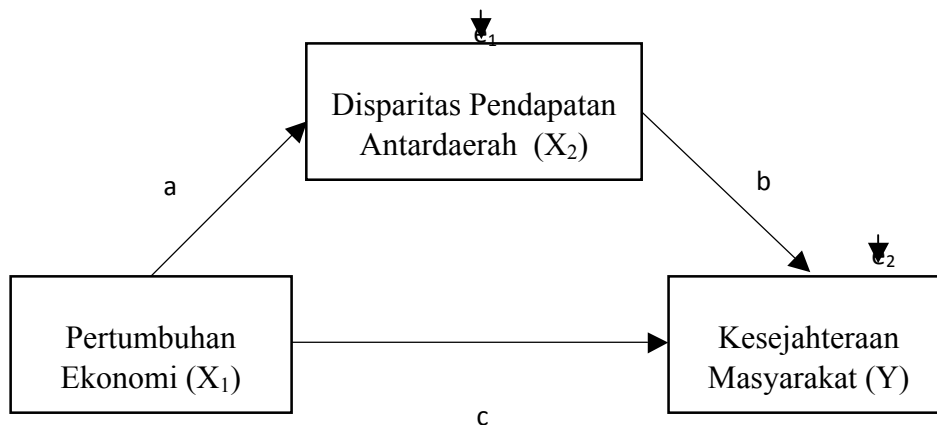 e₁
Disparitas Pendapatan
Antardaerah (X₂)
a
b
e₂
Pertumbuhan
Ekonomi (X₁)
Kesejahteraan
Masyarakat (Y)
c